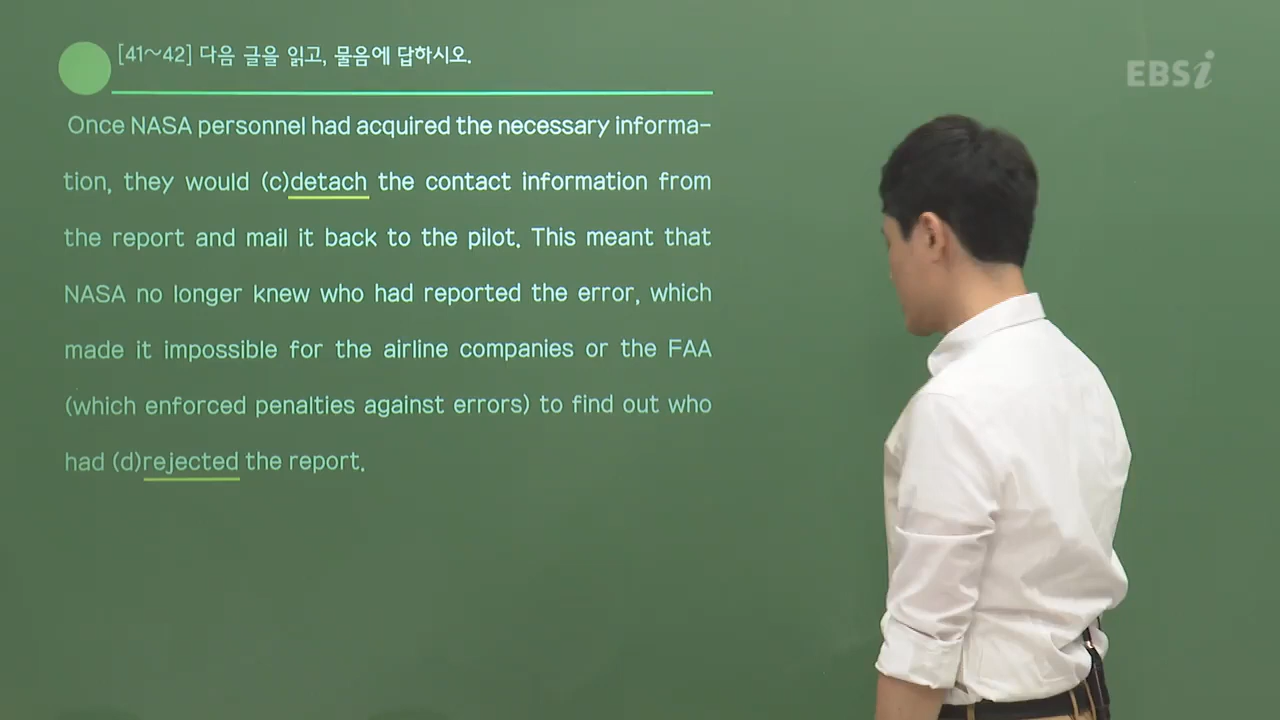 [41~42] 다음 글을 읽고, 물음에 답하시오.
EBSi
Once NASA personnel had acquired the necessary informa-
tion, they would (c)detach the contact information from
the report and mail it back to the pilot. This meant that
NASA no longer knew who had reported the error, which
made it impossible for the airline companies or the FAA
(which enforced penalties against errors) to find out who
had (d)rejected the report.